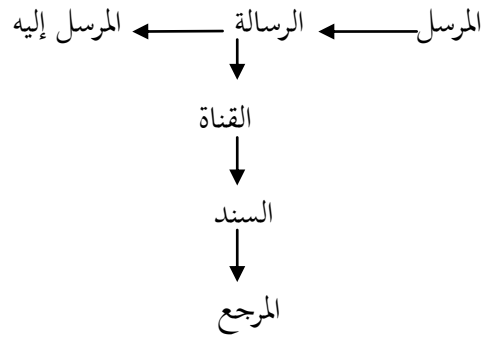 المرسل الرسالة المرسل إليه
القناة
السند
المرجع